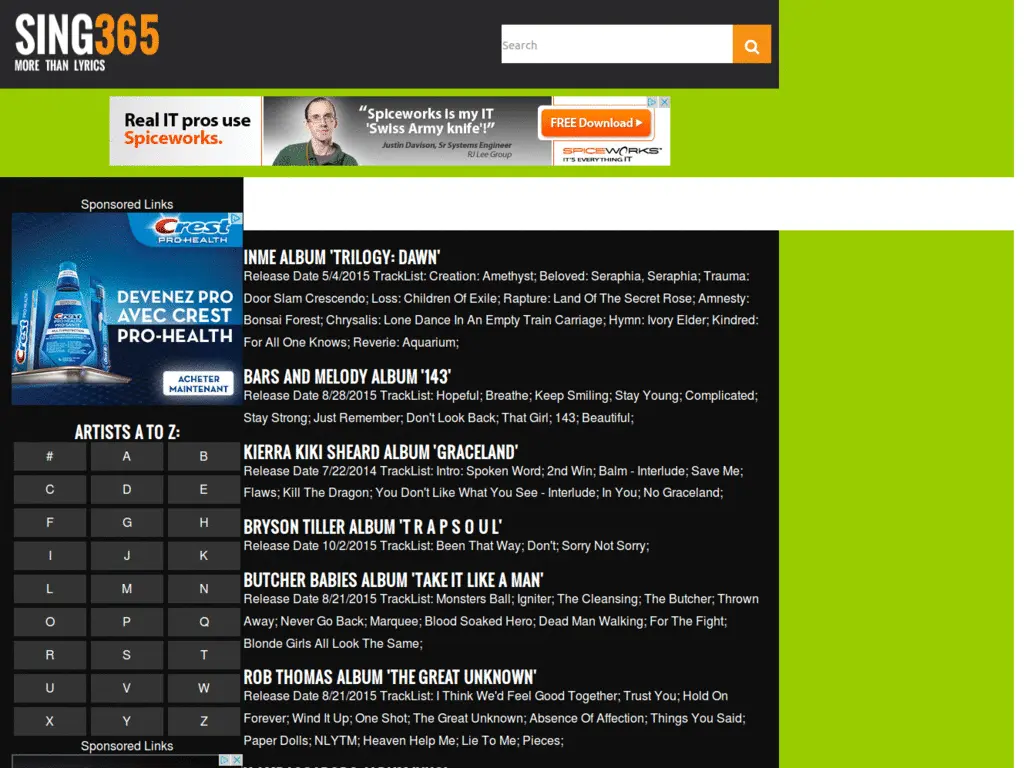 SING365
MORE THAN LYRICS
Search
Real IT pros use
Spiceworks.
“Spiceworks is my IT
'Swiss Army knife'!”
Justin Davison, Sr Systems Engineer
RJ Lee Group
FREE Download
SPICEWORKS™
IT'S EVERYTHING IT
Sponsored Links
Crest
PRO-HEALTH
DEVENEZ PRO
AVEC CREST
PRO-HEALTH
ACHETER
MAINTENANT
ARTISTS A TO Z:
# A B
C D E
F G H
I J K
L M N
O P Q
R S T
U V W
X Y Z
Sponsored Links
INME ALBUM 'TRILOGY: DAWN'
Release Date 5/4/2015 TrackList: Creation: Amethyst; Beloved: Seraphia, Seraphia; Trauma:
Door Slam Crescendo; Loss: Children Of Exile; Rapture: Land Of The Secret Rose; Amnesty:
Bonsai Forest; Chrysalis: Lone Dance In An Empty Train Carriage; Hymn: Ivory Elder; Kindred:
For All One Knows; Reverie: Aquarium;
BARS AND MELODY ALBUM '143'
Release Date 8/28/2015 TrackList: Hopeful; Breathe; Keep Smiling; Stay Young; Complicated;
Stay Strong; Just Remember; Don't Look Back; That Girl; 143; Beautiful;
KIERRA KIKI SHEARD ALBUM 'GRACELAND'
Release Date 7/22/2014 TrackList: Intro: Spoken Word; 2nd Win; Balm - Interlude; Save Me;
Flaws; Kill The Dragon; You Don't Like What You See - Interlude; In You; No Graceland;
BRYSON TILLER ALBUM 'T R A P S O U L'
Release Date 10/2/2015 TrackList: Been That Way; Don't; Sorry Not Sorry;
BUTCHER BABIES ALBUM 'TAKE IT LIKE A MAN'
Release Date 8/21/2015 TrackList: Monsters Ball; Igniter; The Cleansing; The Butcher; Thrown
Away; Never Go Back; Marquee; Blood Soaked Hero; Dead Man Walking; For The Fight;
Blonde Girls All Look The Same;
ROB THOMAS ALBUM 'THE GREAT UNKNOWN'
Release Date 8/21/2015 TrackList: I Think We'd Feel Good Together; Trust You; Hold On
Forever; Wind It Up; One Shot; The Great Unknown; Absence Of Affection; Things You Said;
Paper Dolls; NLYTM; Heaven Help Me; Lie To Me; Pieces;